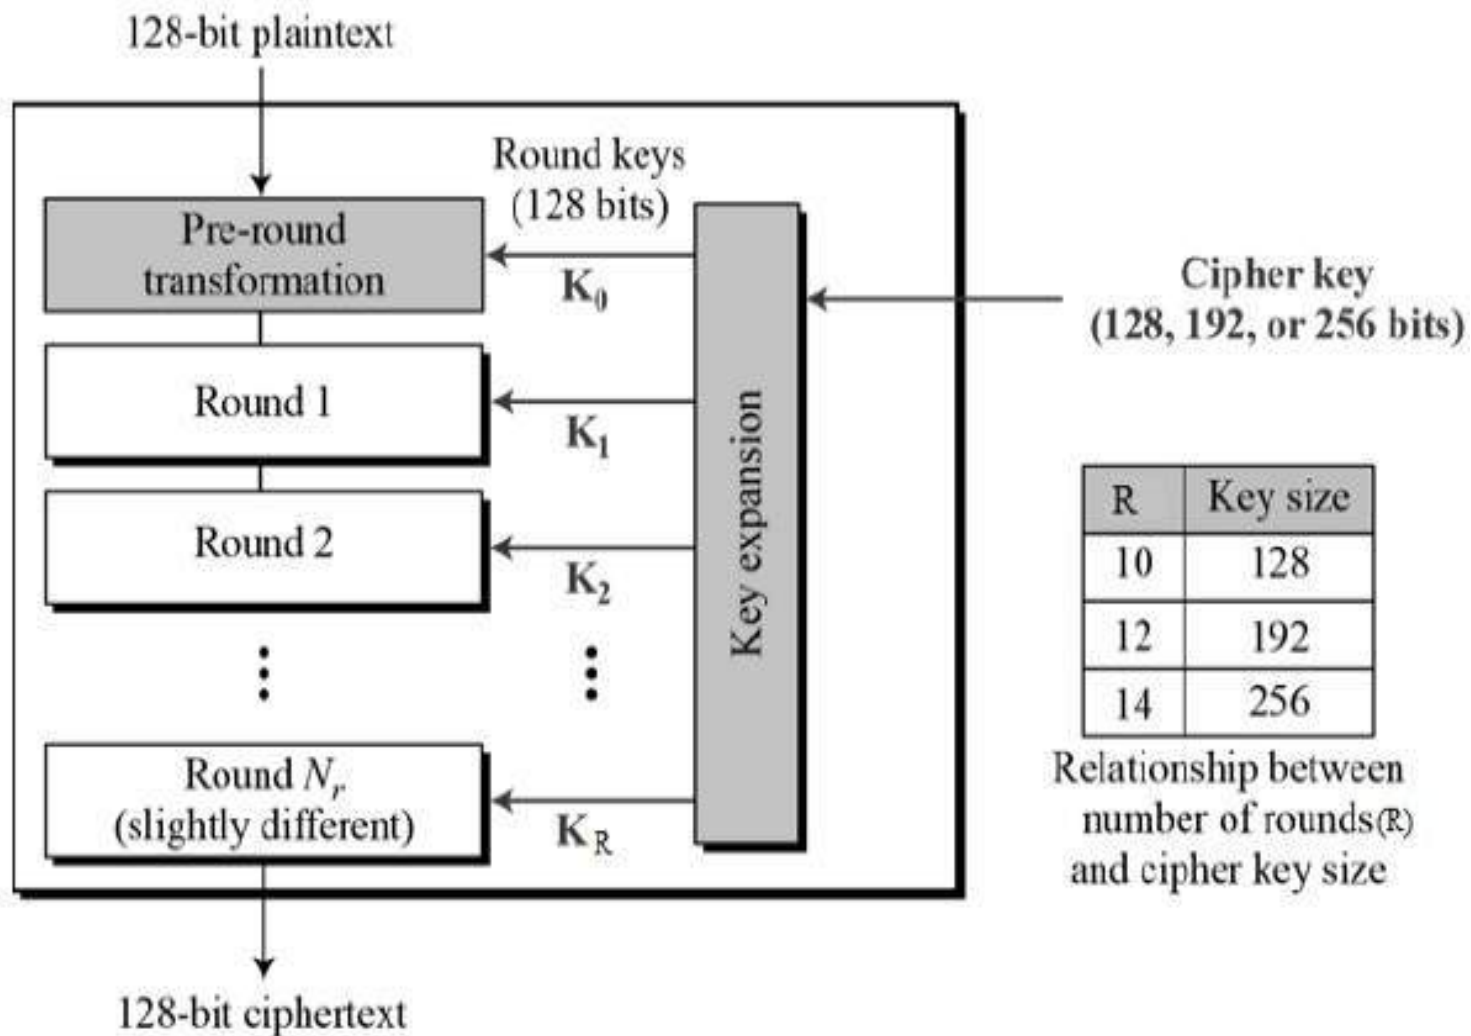 128-bit plaintext
Round keys
(128 bits)
Pre-round
transformation
K0
Cipher key
(128, 192, or 256 bits)
Round 1
K1
Round 2
K2
Key expansion
R Key size
10 128
12 192
14 256
Relationship between
number of rounds(R)
and cipher key size
Round Nr
(slightly different)
KR
128-bit ciphertext